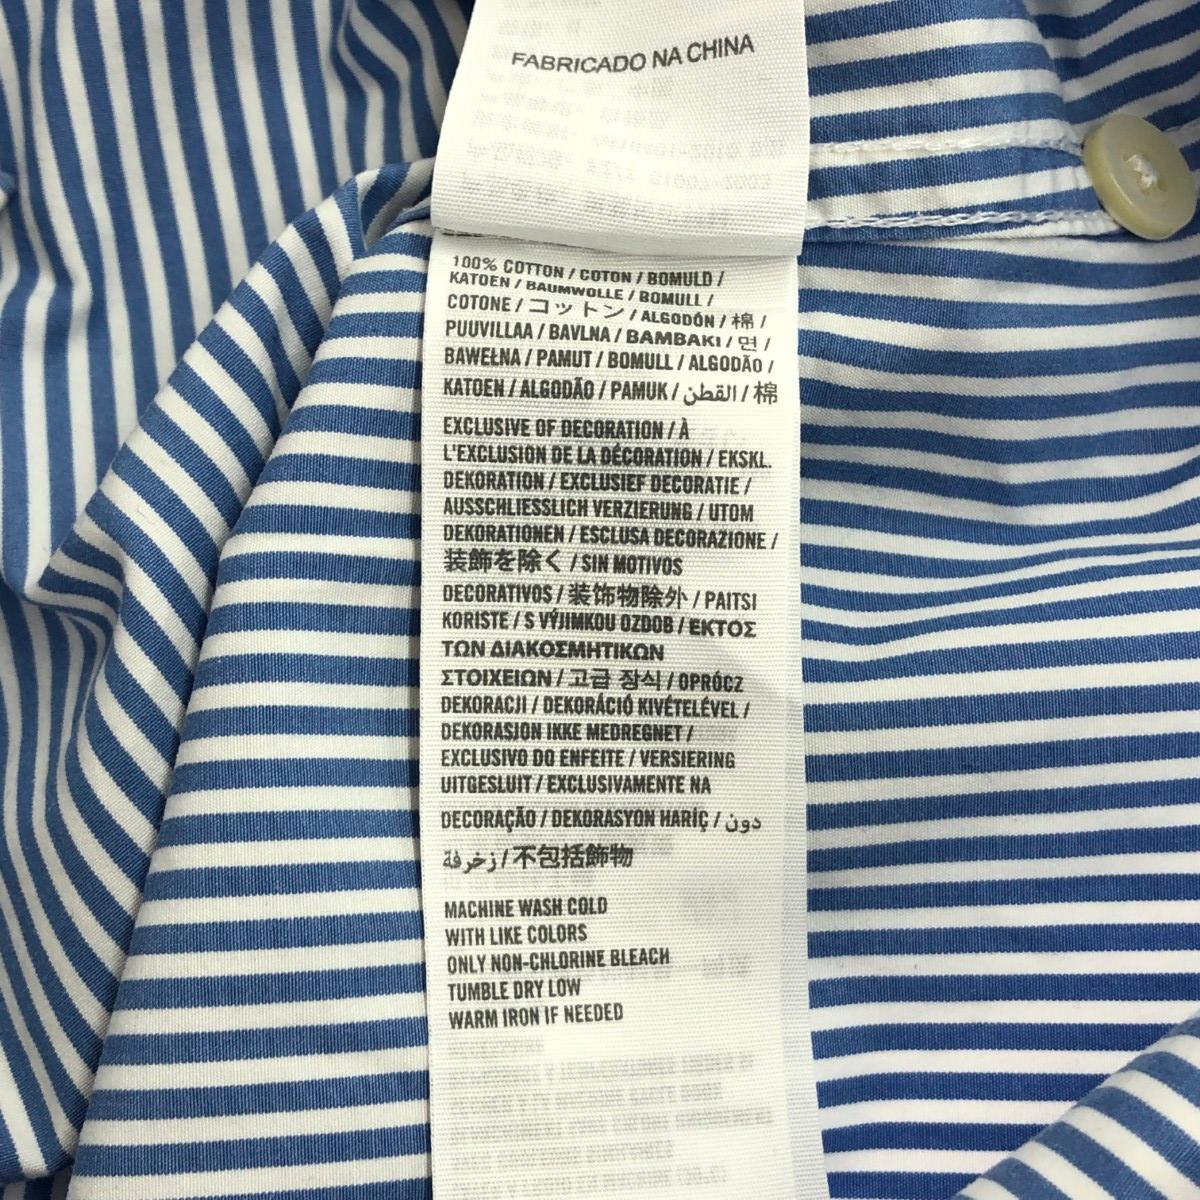 FABRICADO NA CHINA
100% COTTON / COTON / BOMULD /
KATOEN / BAUMWOLLE / BOMULL /
COTONE / コットン / ALGODÓN / 棉 /
PUUVILLAA / BAVLNA / BAMBAKI / 면 /
BAWEŁNA / PAMUT / BOMULL / ALGODÃO /
KATOEN / ALGODÃO / PAMUK / القطن / 棉
EXCLUSIVE OF DECORATION / À
L'EXCLUSION DE LA DÉCORATION / EKSKL.
DEKORATION / EXCLUSIEF DECORATIE /
AUSSCHLIESSLICH VERZIERUNG / UTOM
DEKORATIONEN / ESCLUSA DECORAZIONE /
装飾を除く / SIN MOTIVOS
DECORATIVOS / 装饰物除外 / PAITSI
KORISTE / S VÝJIMKOU OZDOB / ΕΚΤΟΣ
ΤΩΝ ΔΙΑΚΟΣΜΗΤΙΚΩΝ
ΣΤΟΙΧΕΙΩΝ / 고급 장식 / OPRÓCZ
DEKORACJI / DEKORÁCIÓ KIVÉTELÉVEL /
DEKORASJON IKKE MEDREGNET /
EXCLUSIVO DO ENFEITE / VERSIERING
UITGESLUIT / EXCLUSIVAMENTE NA
DECORAÇÃO / DEKORASYON HARİÇ / دون
زخرفة / 不包括飾物
MACHINE WASH COLD
WITH LIKE COLORS
ONLY NON-CHLORINE BLEACH
TUMBLE DRY LOW
WARM IRON IF NEEDED